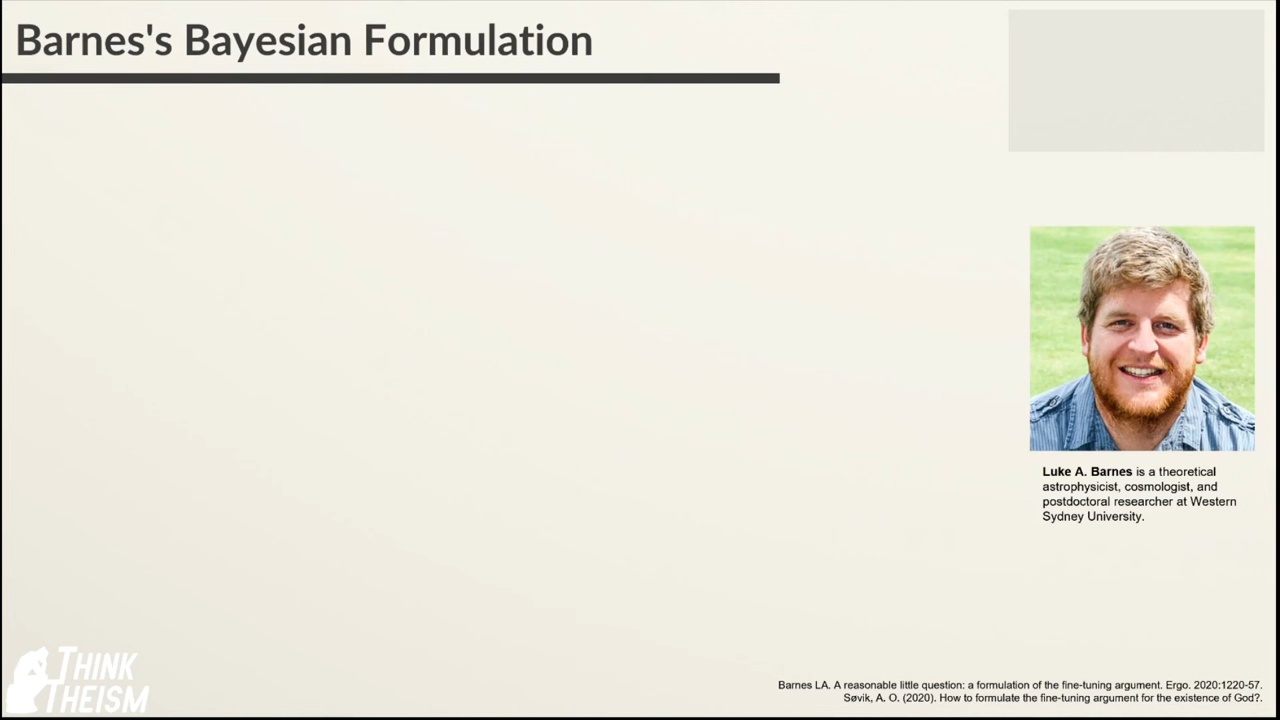 Barnes's Bayesian Formulation
Luke A. Barnes is a theoretical
astrophysicist, cosmologist, and
postdoctoral researcher at Western
Sydney University.
THINK
THEISM
Barnes LA. A reasonable little question: a formulation of the fine-tuning argument. Ergo. 2020:1220-57.
Søvik, A. O. (2020). How to formulate the fine-tuning argument for the existence of God?.